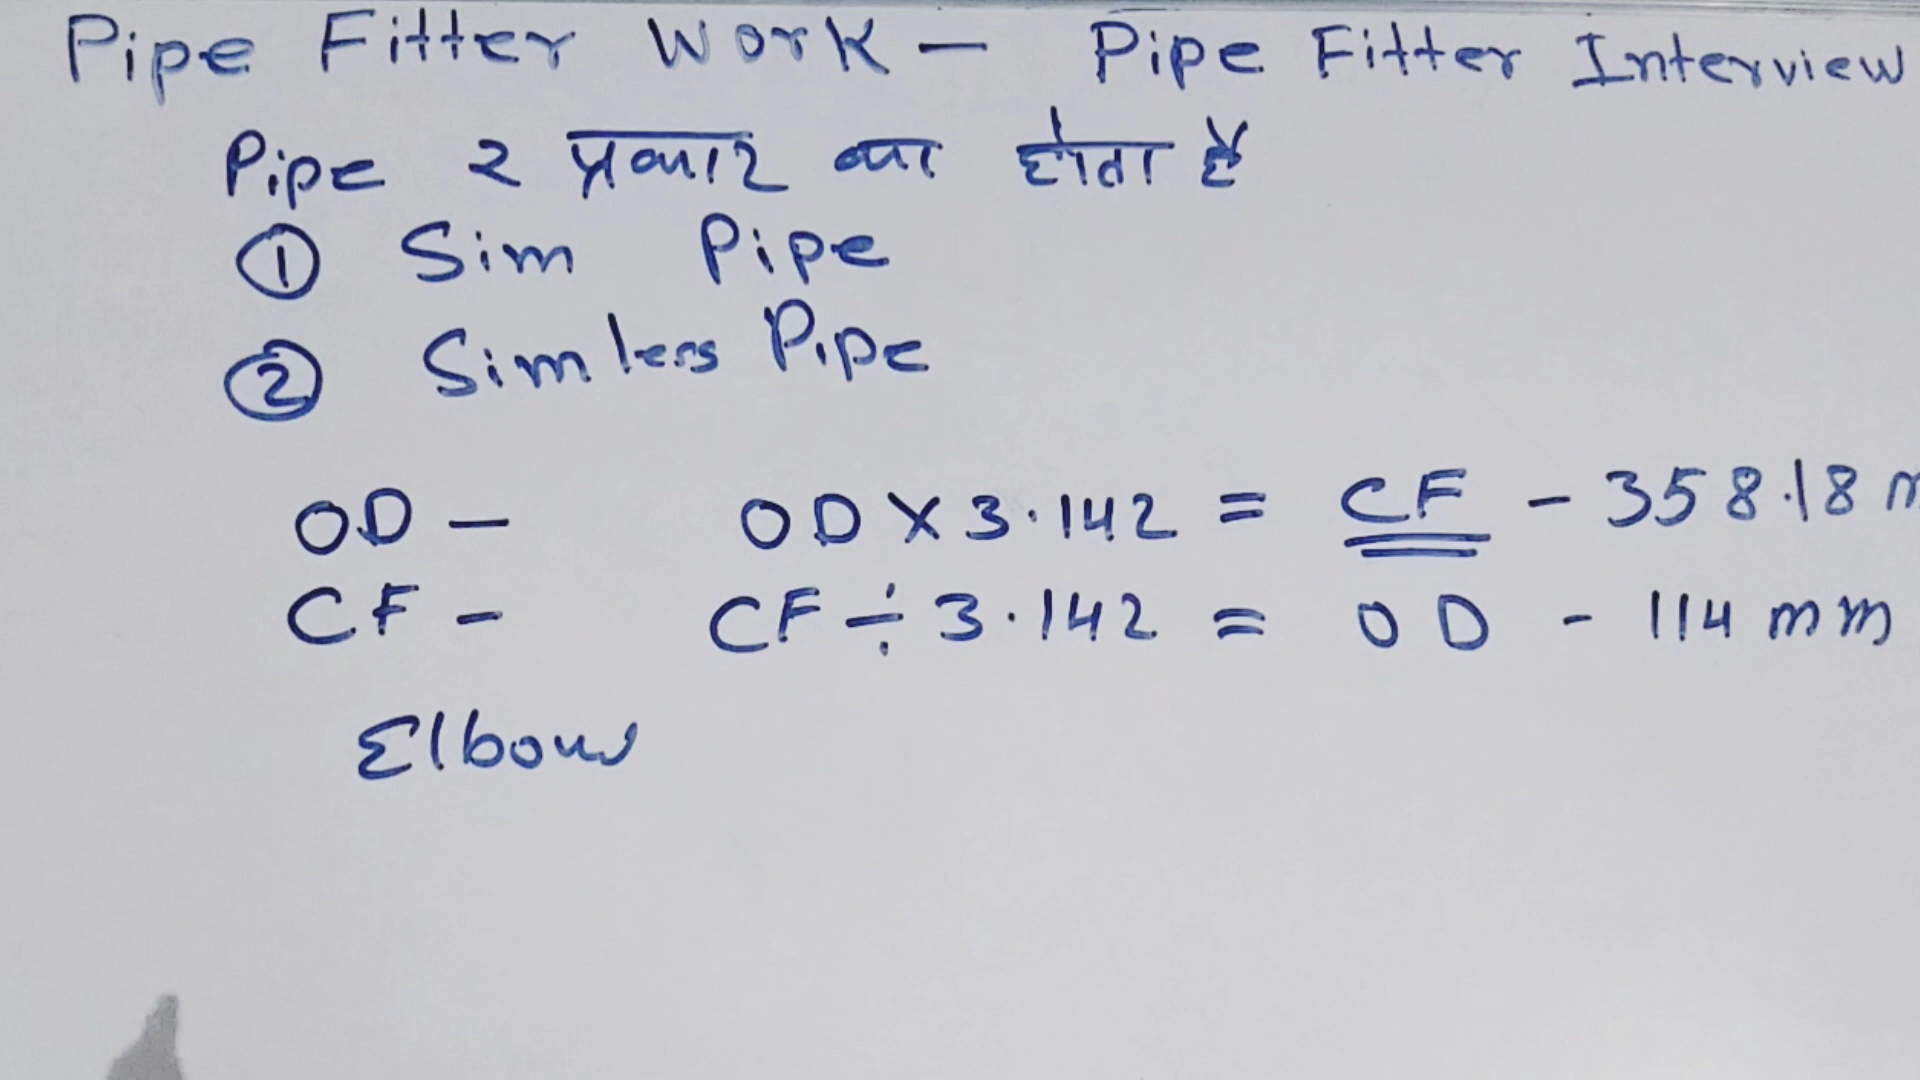 Pipe Fitter Work - Pipe Fitter Interview
Pipe 2 प्रकार का होता है
① Sim Pipe
② Simless Pipe
OD - OD X 3.142 = CF - 358.18 m
CF - CF ÷ 3.142 = OD - 114 mm
Elbow